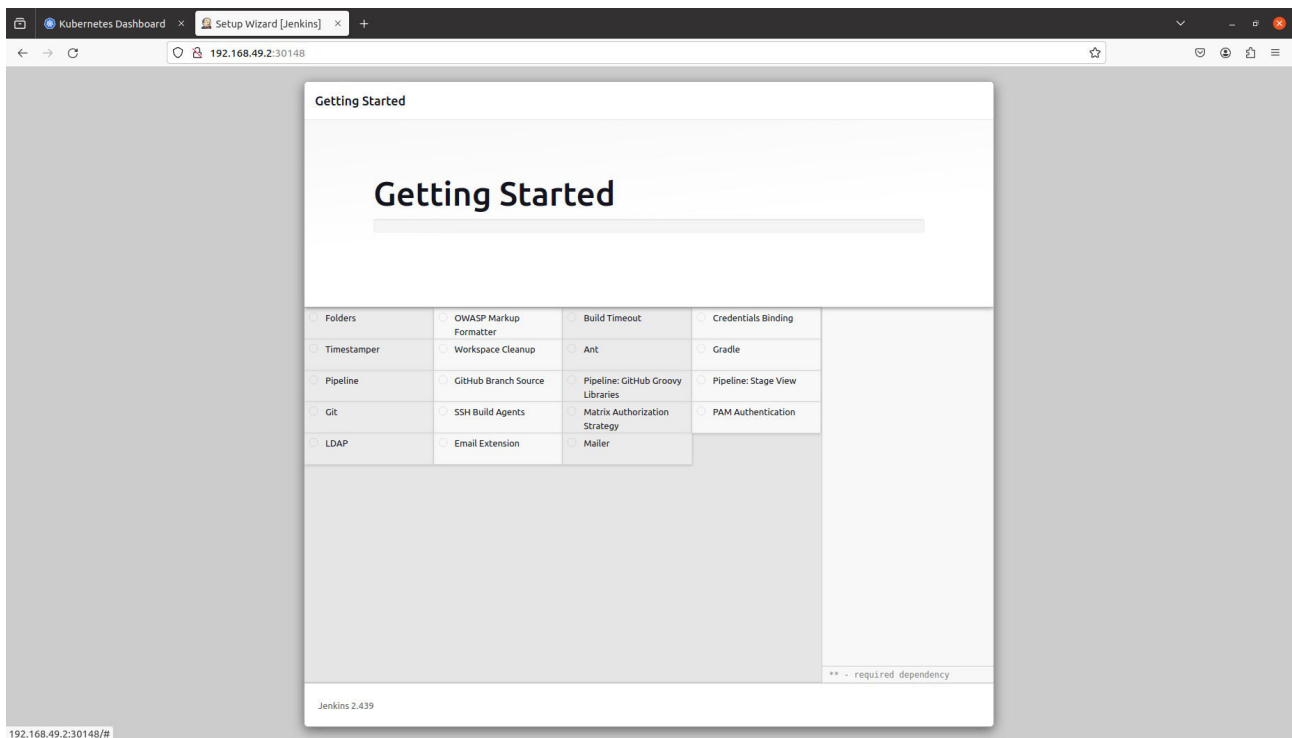 Kubernetes Dashboard
Setup Wizard [Jenkins]
192.168.49.2:30148
Getting Started
Getting Started
Folders
OWASP Markup
Formatter
Build Timeout
Credentials Binding
Timestamper
Workspace Cleanup
Ant
Gradle
Pipeline
GitHub Branch Source
Pipeline: GitHub Groovy
Libraries
Pipeline: Stage View
Git
SSH Build Agents
Matrix Authorization
Strategy
PAM Authentication
LDAP
Email Extension
Mailer
** - required dependency
Jenkins 2.439
192.168.49.2:30148/#